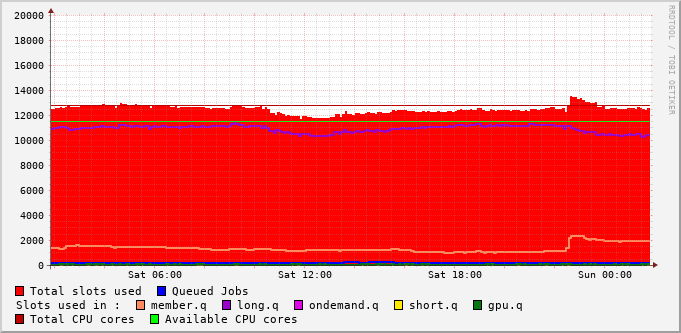 RRDTOOL / TOBI OETIKER
20000
18000
16000
14000
12000
10000
8000
6000
4000
2000
0
Sat 06:00 Sat 12:00 Sat 18:00 Sun 00:00
Total slots used Queued Jobs
Slots used in : member.q long.q ondemand.q short.q gpu.q
Total CPU cores Available CPU cores